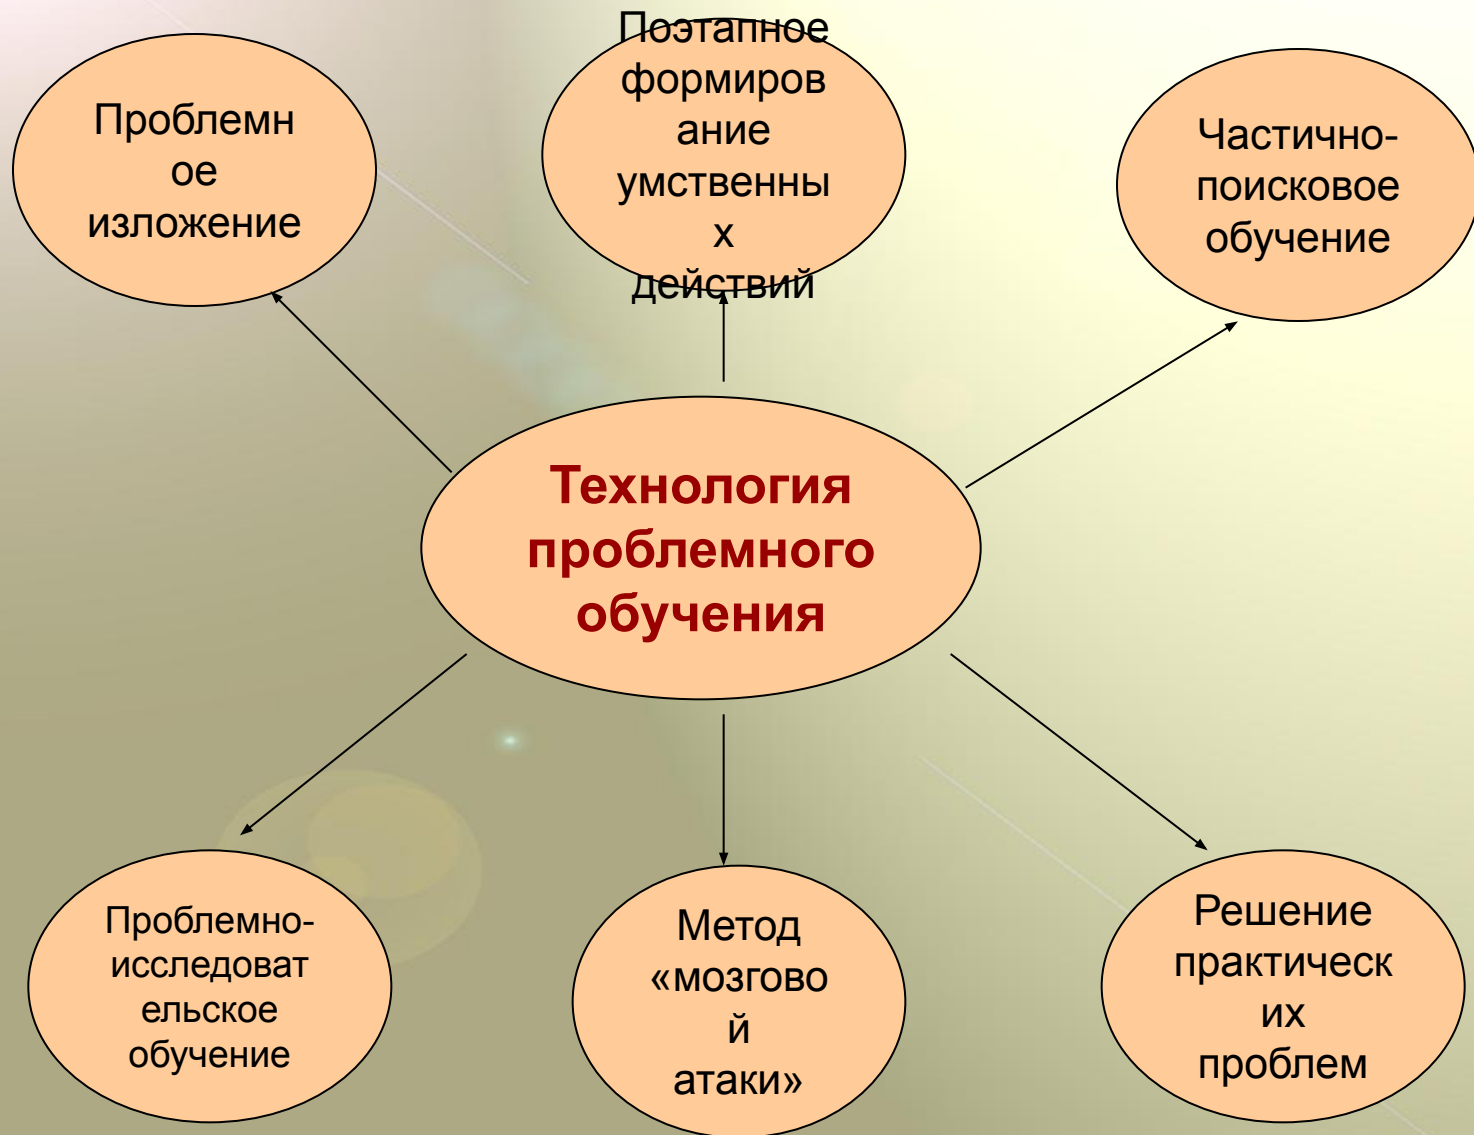 Проблемн
ое
изложение
Поэтапное
формиров
ание
умственны
х
действий
Частично-
поисковое
обучение
Технология
проблемного
обучения
Проблемно-
исследоват
ельское
обучение
Метод
«мозгово
й
атаки»
Решение
практическ
их
проблем